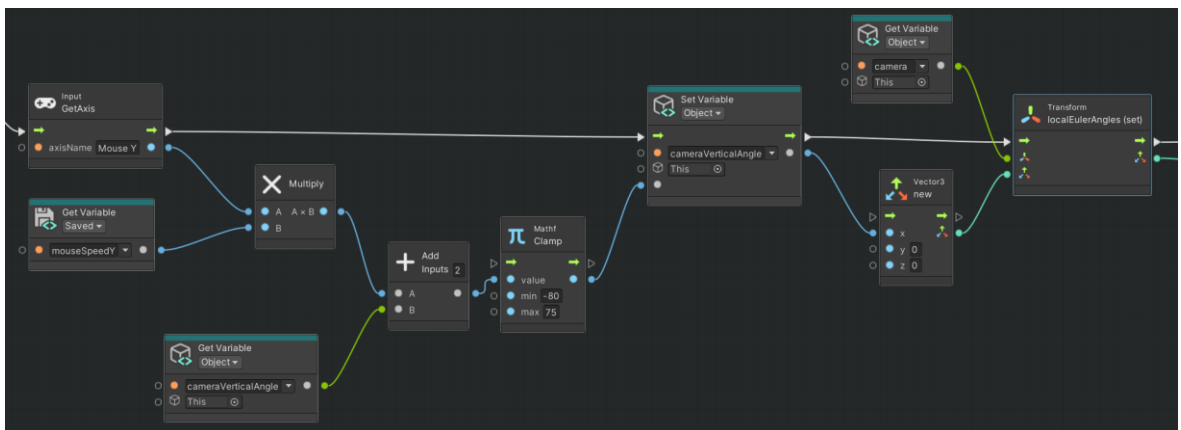 Input
GetAxis
axisName Mouse Y
Get Variable
Saved
mouseSpeedY
Multiply
A A × B
B
Get Variable
Object
cameraVerticalAngle
This
Add
Inputs 2
A
B
Mathf
Clamp
value
min -80
max 75
Set Variable
Object
cameraVerticalAngle
This
Get Variable
Object
camera
This
Vector3
new
x
y 0
z 0
Transform
localEulerAngles (set)